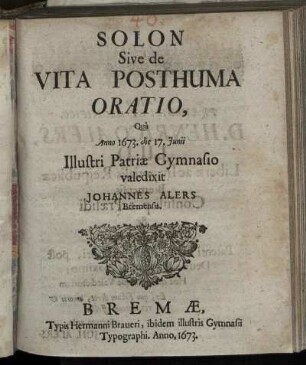 SOLON
Sive de
VITA POSTHUMA
ORATIO,
Quâ
Anno 1673. die 17. Junii
Illustri Patriæ Gymnasio
valedixit
JOHANNES ALERS
Bremensis.
BREMÆ,
Typis Hermanni Braueri, ibidem illustris Gymnasii
Typographi. Anno, 1673.